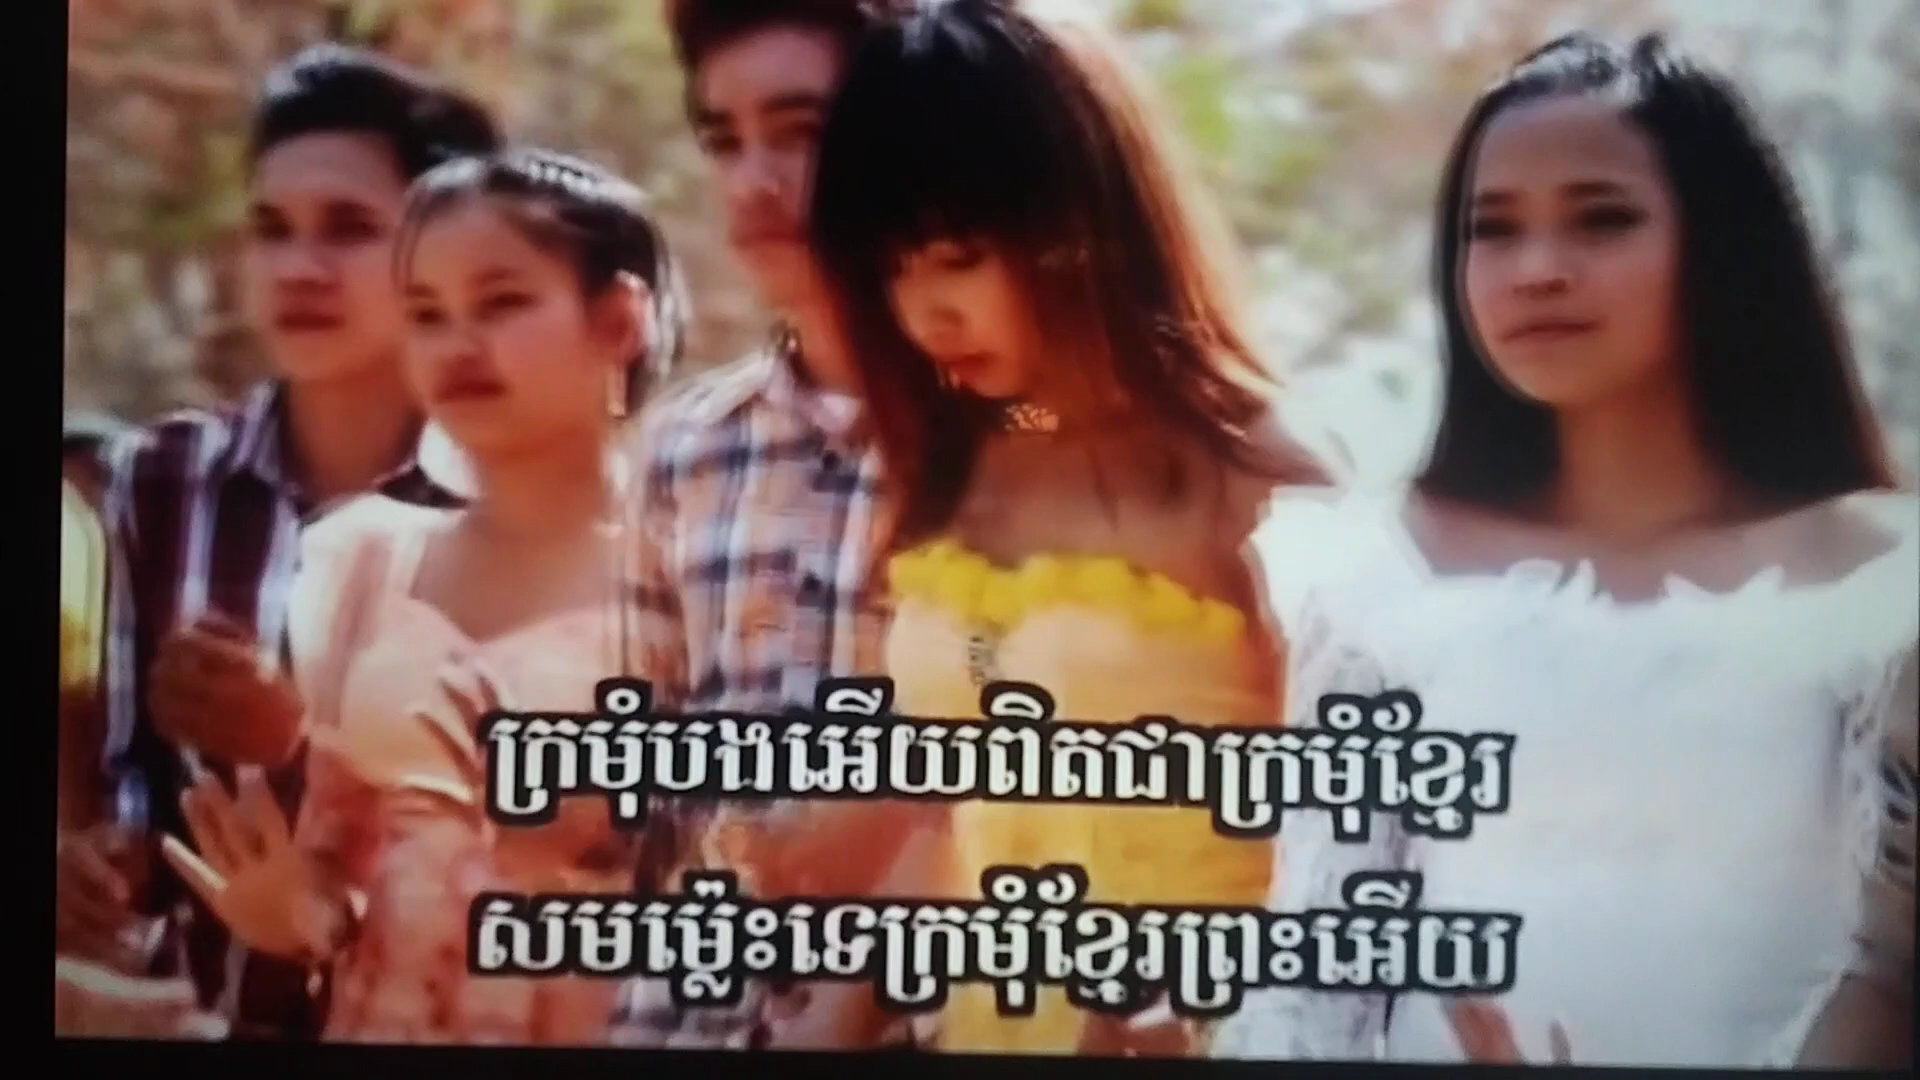 ក្រមុំបងអើយពិតជាក្រមុំខ្មែរ
សមម្ល៉េះទេក្រមុំខ្មែរព្រះអើយ